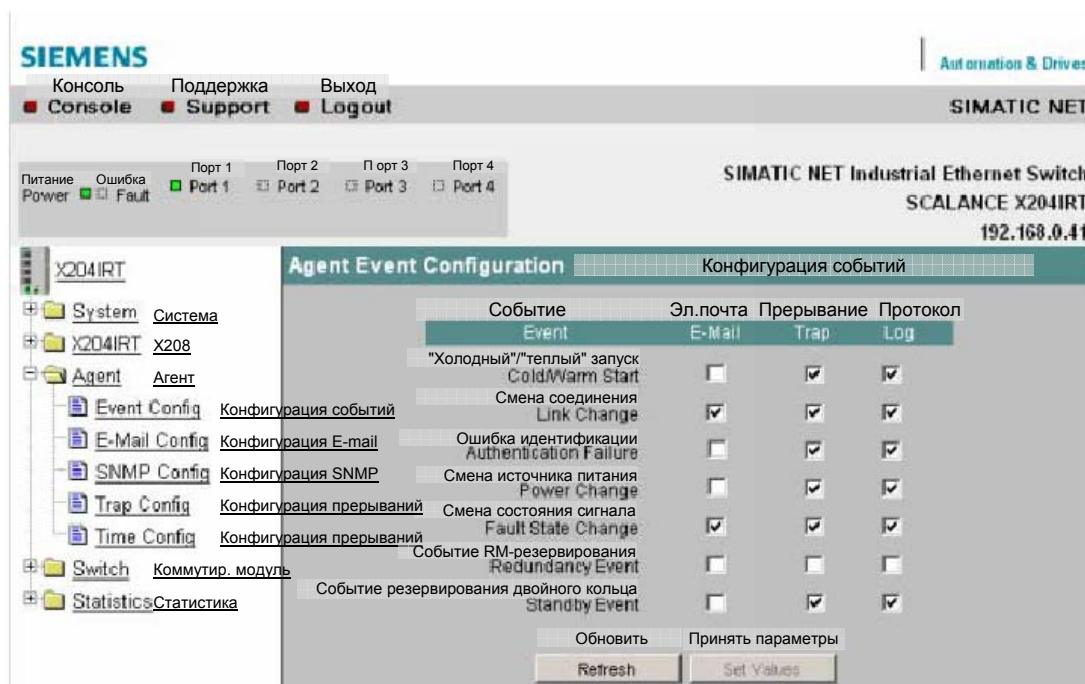 SIEMENS
Automation & Drives
Консоль Поддержка Выход
Console Support Logout
SIMATIC NET
Порт 1 Порт 2 П орт 3 Порт 4
Питание Ошибка
Power Fault Port 1 Port 2 Port 3 Port 4
SIMATIC NET Industrial Ethernet Switch
SCALANCE X204IRT
192.168.0.41
X204IRT
Agent Event Configuration Конфигурация событий
System Система
X204IRT X208
Agent Агент
Event Config Конфигурация событий
E-Mail Config Конфигурация E-mail
SNMP Config Конфигурация SNMP
Trap Config Конфигурация прерываний
Time Config Конфигурация прерываний
Switch Коммутир. модуль
Statistics Статистика
Событие Эл.почта Прерывание Протокол
Event E-Mail Trap Log
"Холодный"/"теплый" запуск
Cold/Warm Start
Смена соединения
Link Change
Ошибка идентификации
Authentication Failure
Смена источника питания
Power Change
Смена состояния сигнала
Fault State Change
Событие RM-резервирования
Redundancy Event
Событие резервирования двойного кольца
Standby Event
Обновить Принять параметры
Refresh Set Values